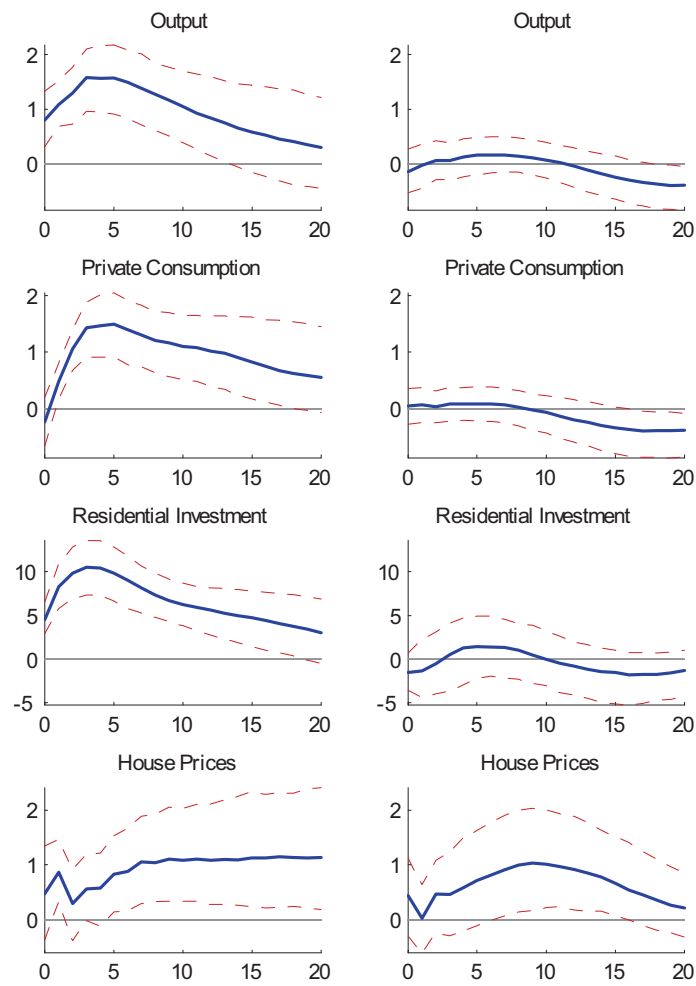 Output Output
2 2
1 1
0 0
0 5 10 15 20 0 5 10 15 20
Private Consumption Private Consumption
2 2
1 1
0 0
0 5 10 15 20 0 5 10 15 20
Residential Investment Residential Investment
10 10
5 5
0 0
-5 -5
0 5 10 15 20 0 5 10 15 20
House Prices House Prices
2 2
1 1
0 0
0 5 10 15 20 0 5 10 15 20